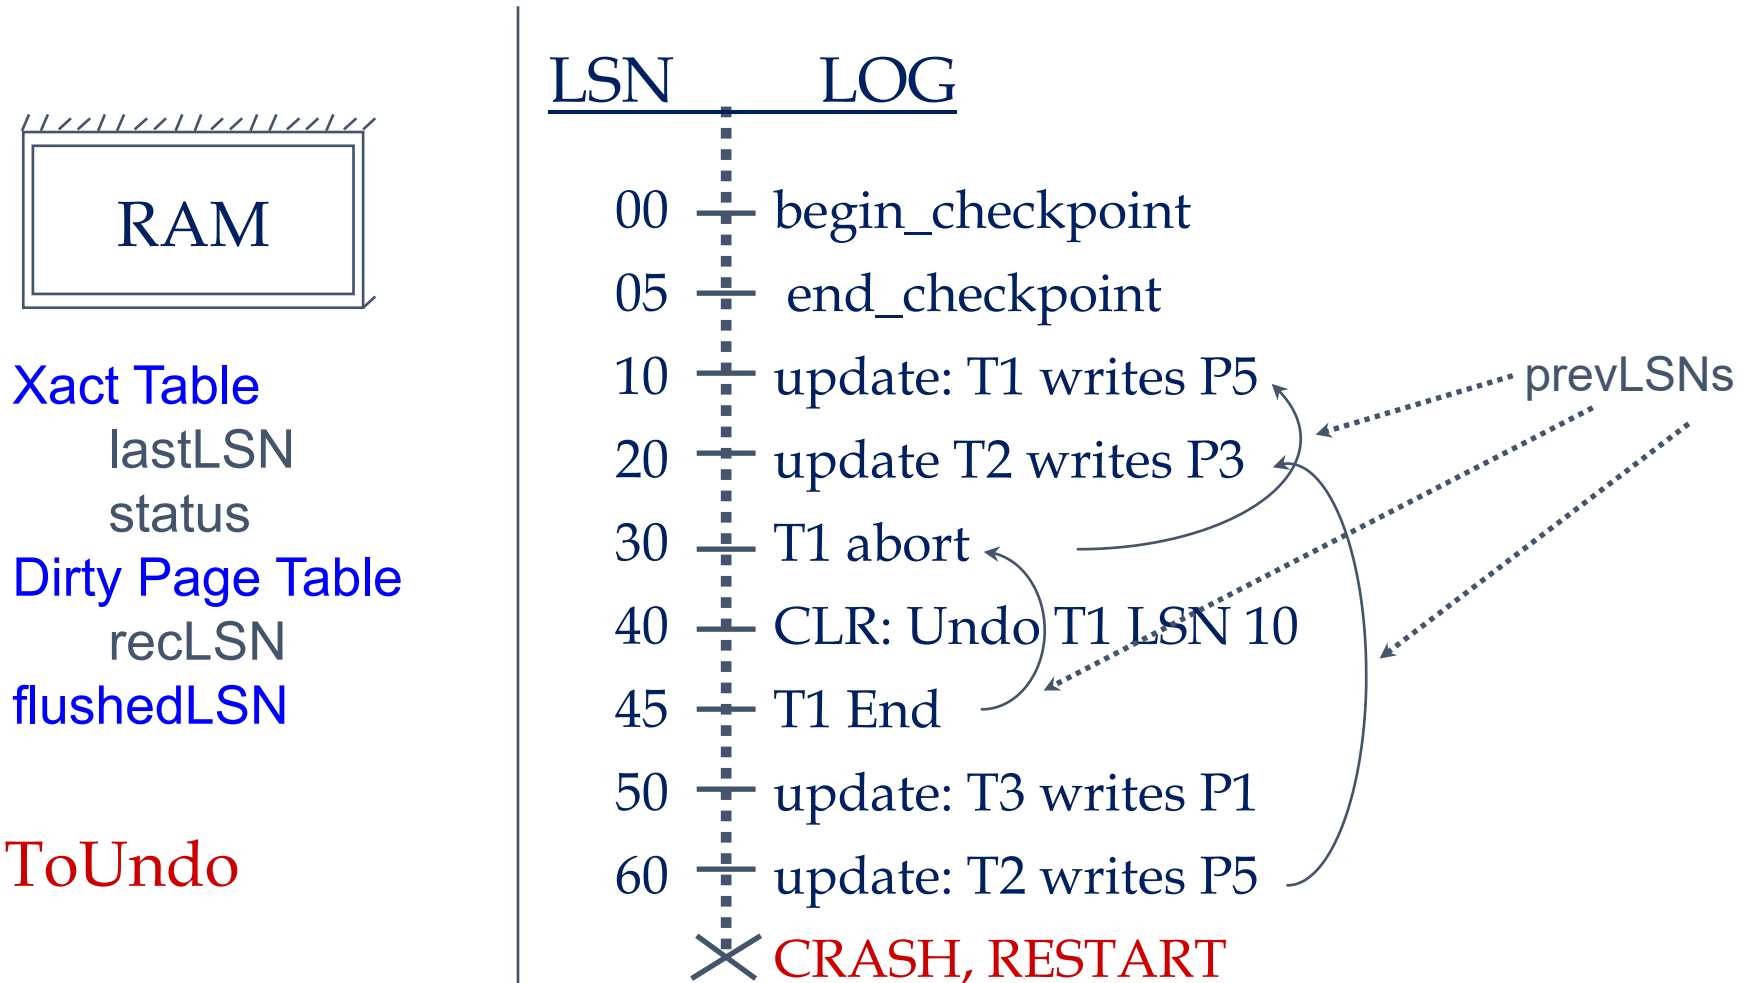 RAM
Xact Table
lastLSN
status
Dirty Page Table
recLSN
flushedLSN
ToUndo
LSN LOG
00 begin_checkpoint
05 end_checkpoint
10 update: T1 writes P5
20 update T2 writes P3
30 T1 abort
40 CLR: Undo T1 LSN 10
45 T1 End
50 update: T3 writes P1
60 update: T2 writes P5
CRASH, RESTART
prevLSNs